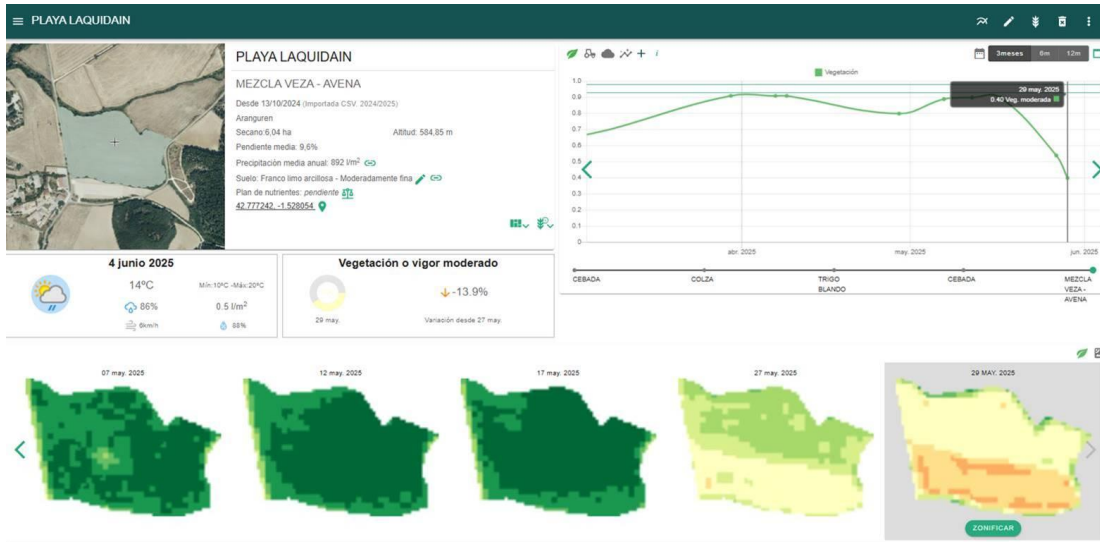 PLAYA LAQUIDAIN
PLAYA LAQUIDAIN
MEZCLA VEZA - AVENA
Desde 13/10/2024 (Importada CSV. 2024/2025)
Aranguren
Secano:6,04 ha Altitud: 584,85 m
Pendiente media: 9,6%
Precipitación media anual: 892 l/m²
Suelo: Franco limo arcillosa - Moderadamente fina
Plan de nutrientes: pendiente
42.777242, -1.528054
3meses 6m 12m
Vegetación
29 may. 2025
0.40 Veg. moderada
1.0
0.9
0.8
0.7
0.6
0.5
0.4
0.3
0.2
0.1
0
abr. 2025 may. 2025 jun. 2025
CEBADA COLZA TRIGO BLANDO CEBADA MEZCLA VEZA - AVENA
4 junio 2025
14ºC Mín:10ºC -Máx:20ºC
86% 0.5 l/m²
6km/h 88%
Vegetación o vigor moderado
-13.9%
29 may. Variación desde 27 may.
07 may. 2025 12 may. 2025 17 may. 2025 27 may. 2025 29 MAY. 2025
ZONIFICAR